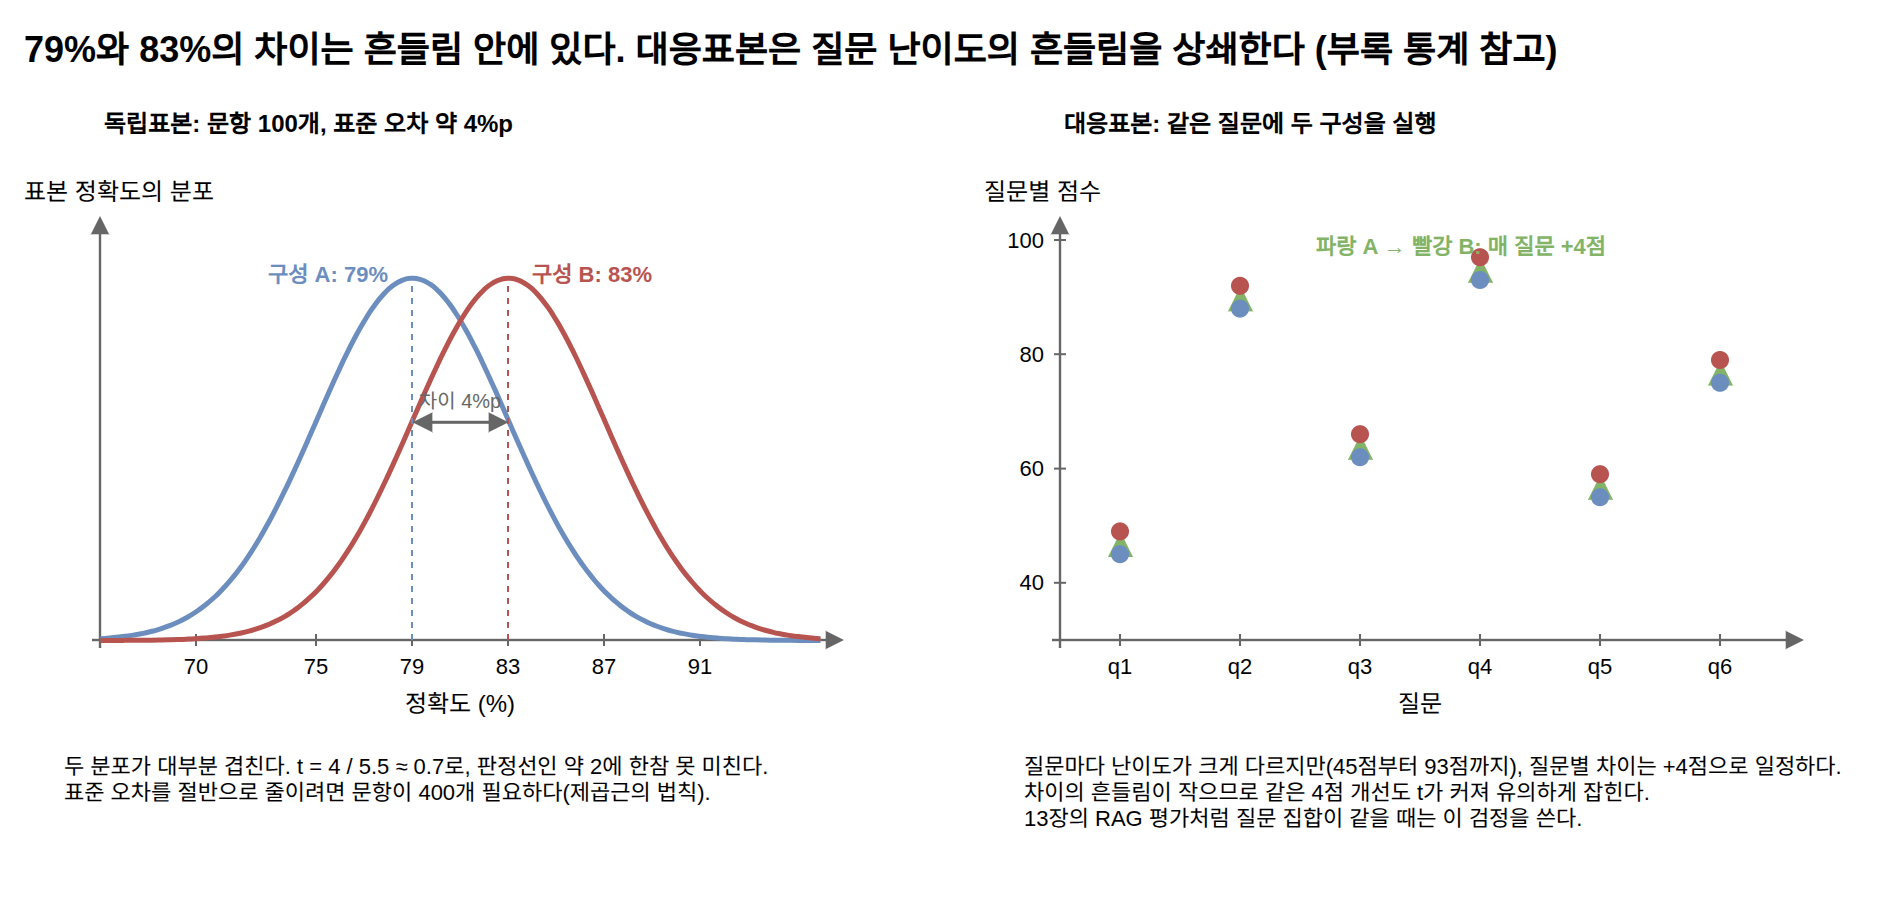 79%와 83%의 차이는 흔들림 안에 있다. 대응표본은 질문 난이도의 흔들림을 상쇄한다 (부록 통계 참고)
독립표본: 문항 100개, 표준 오차 약 4%p
표본 정확도의 분포
구성 A: 79%
구성 B: 83%
차이 4%p
70 75 79 83 87 91
정확도 (%)
두 분포가 대부분 겹친다. t = 4 / 5.5 ≈ 0.7로, 판정선인 약 2에 한참 못 미친다.
표준 오차를 절반으로 줄이려면 문항이 400개 필요하다(제곱근의 법칙).
대응표본: 같은 질문에 두 구성을 실행
질문별 점수
파랑 A → 빨강 B: 매 질문 +4점
100
80
60
40
q1 q2 q3 q4 q5 q6
질문
질문마다 난이도가 크게 다르지만(45점부터 93점까지), 질문별 차이는 +4점으로 일정하다.
차이의 흔들림이 작으므로 같은 4점 개선도 t가 커져 유의하게 잡힌다.
13장의 RAG 평가처럼 질문 집합이 같을 때는 이 검정을 쓴다.